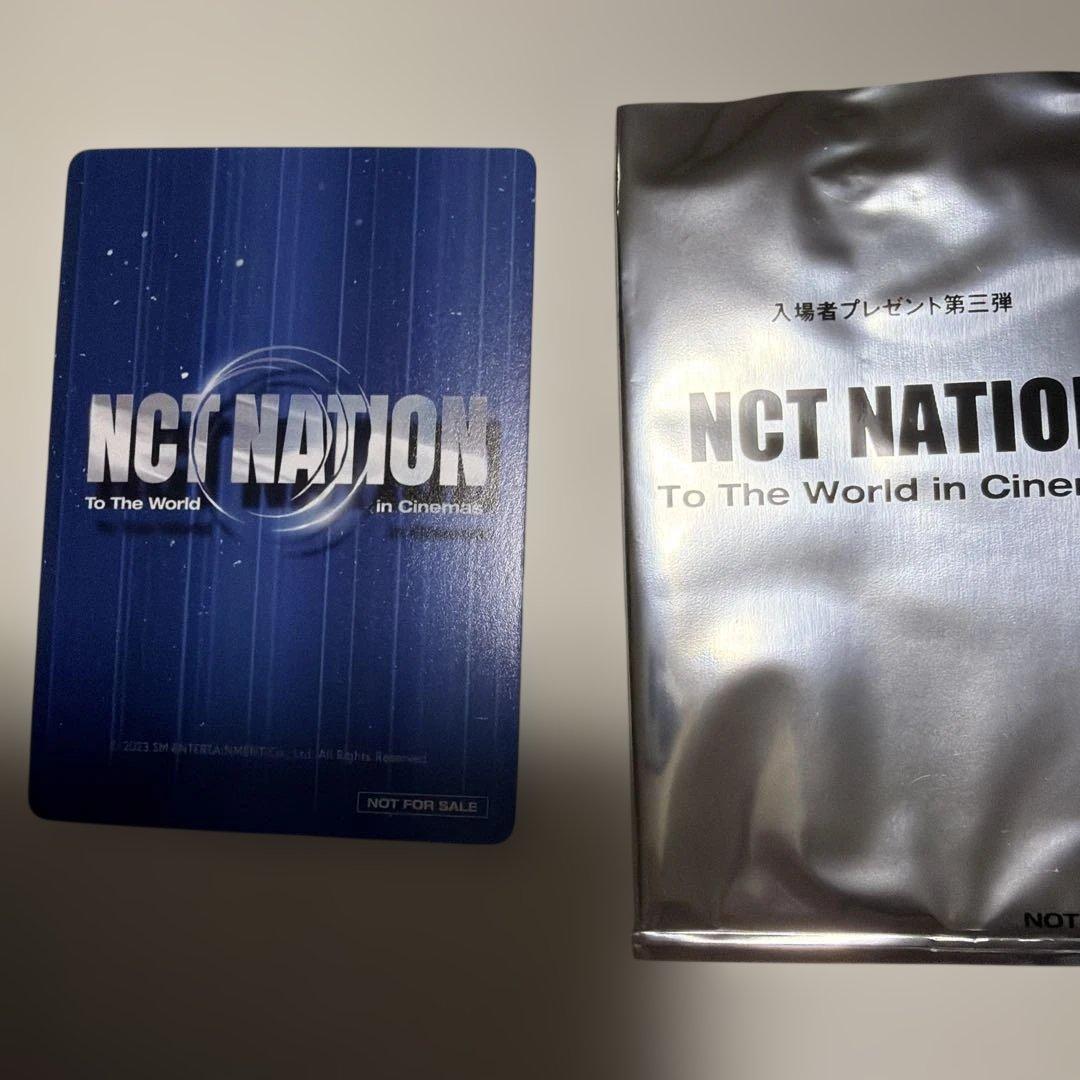 NCT NATION
To The World in Cinemas
© 2023 SM ENTERTAINMENT Co., Ltd. All Rights Reserved
NOT FOR SALE
入場者プレゼント第三弾
NCT NATION
To The World in Cinem
NOT